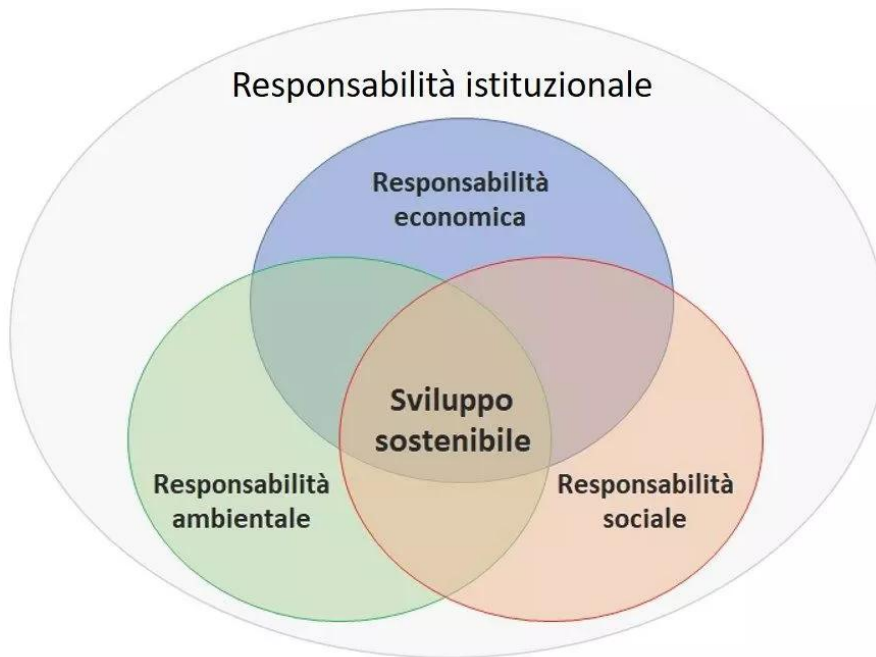 Responsabilità istituzionale
Responsabilità
economica
Sviluppo
sostenibile
Responsabilità
ambientale
Responsabilità
sociale